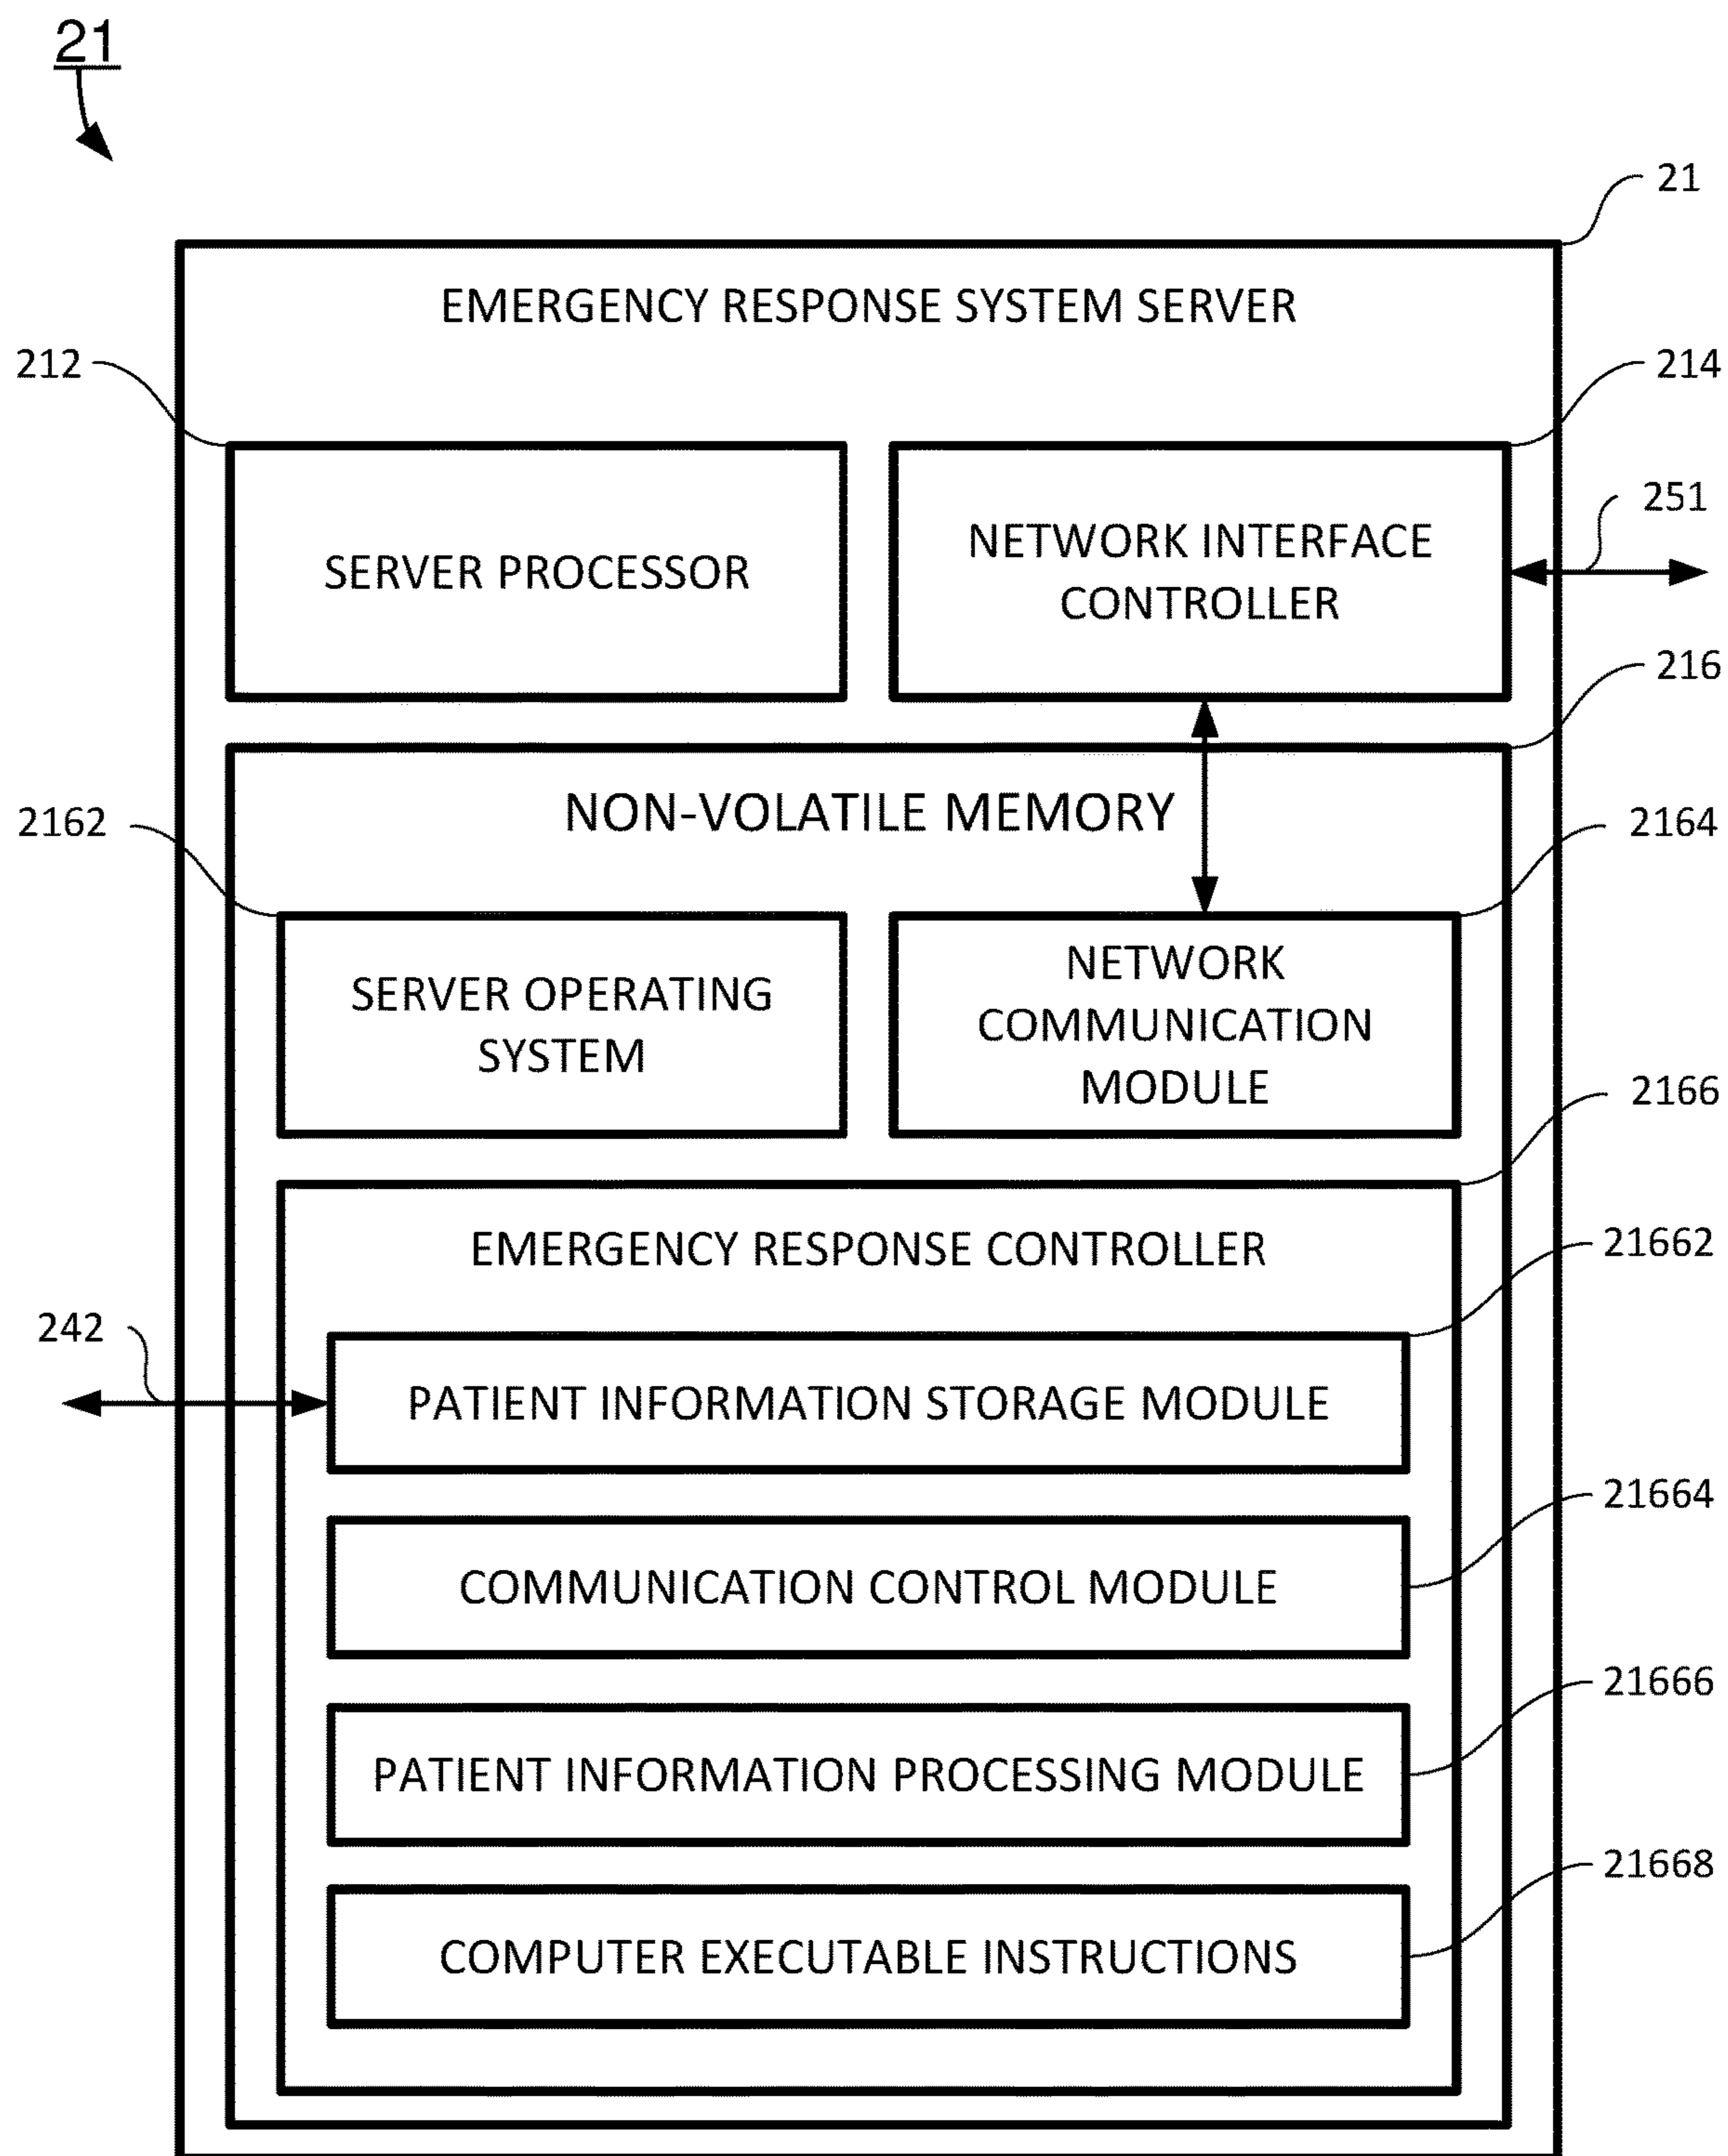 21
21
EMERGENCY RESPONSE SYSTEM SERVER
212
214
251
SERVER PROCESSOR
NETWORK INTERFACE
CONTROLLER
216
NON-VOLATILE MEMORY
2162
2164
SERVER OPERATING
SYSTEM
NETWORK
COMMUNICATION
MODULE
2166
EMERGENCY RESPONSE CONTROLLER
21662
242
PATIENT INFORMATION STORAGE MODULE
21664
COMMUNICATION CONTROL MODULE
21666
PATIENT INFORMATION PROCESSING MODULE
21668
COMPUTER EXECUTABLE INSTRUCTIONS